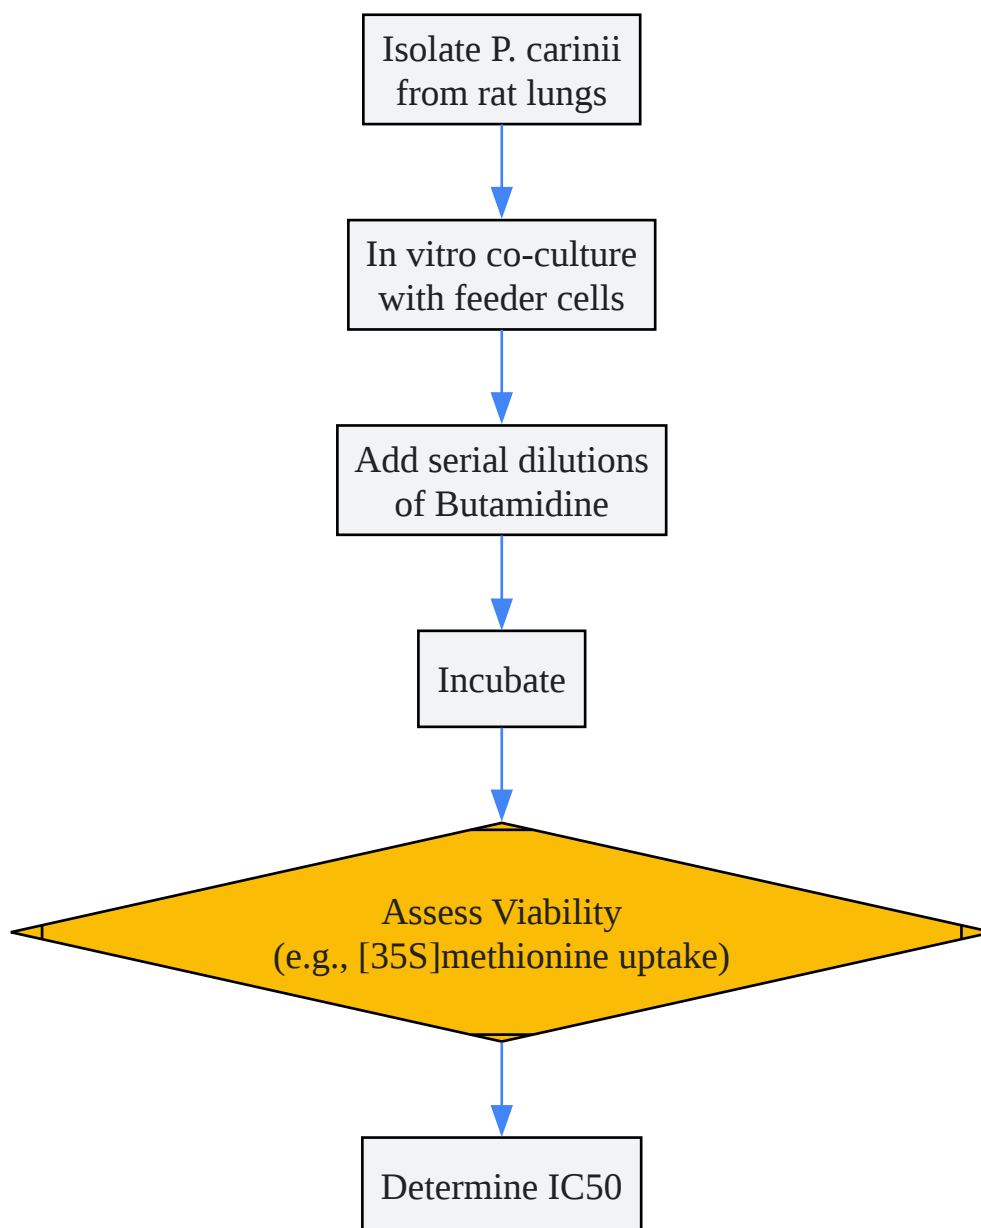 Isolate P. carinii
from rat lungs
In vitro co-culture
with feeder cells
Add serial dilutions
of Butamidine
Incubate
Assess Viability
(e.g., [35S]methionine uptake)
Determine IC50